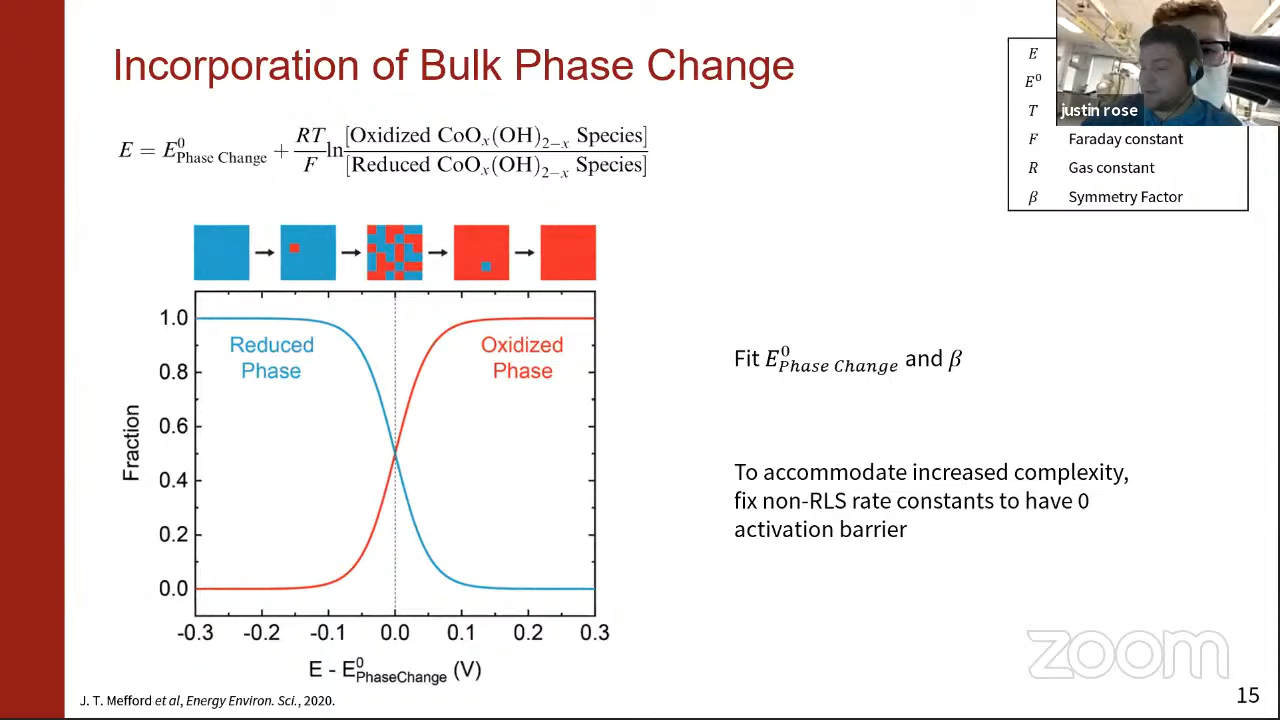 Incorporation of Bulk Phase Change
E = E⁰_Phase Change + RT/F ln [Oxidized CoOₓ(OH)₂₋ₓ Species]/[Reduced CoOₓ(OH)₂₋ₓ Species]
E
E⁰
T
justin rose
F Faraday constant
R Gas constant
β Symmetry Factor
1.0
0.8
0.6
0.4
0.2
0.0
Fraction
Reduced
Phase
Oxidized
Phase
-0.3 -0.2 -0.1 0.0 0.1 0.2 0.3
E - E⁰_PhaseChange (V)
Fit E⁰_Phase Change and β
To accommodate increased complexity,
fix non-RLS rate constants to have 0
activation barrier
zoom
J. T. Mefford et al, Energy Environ. Sci., 2020.
15